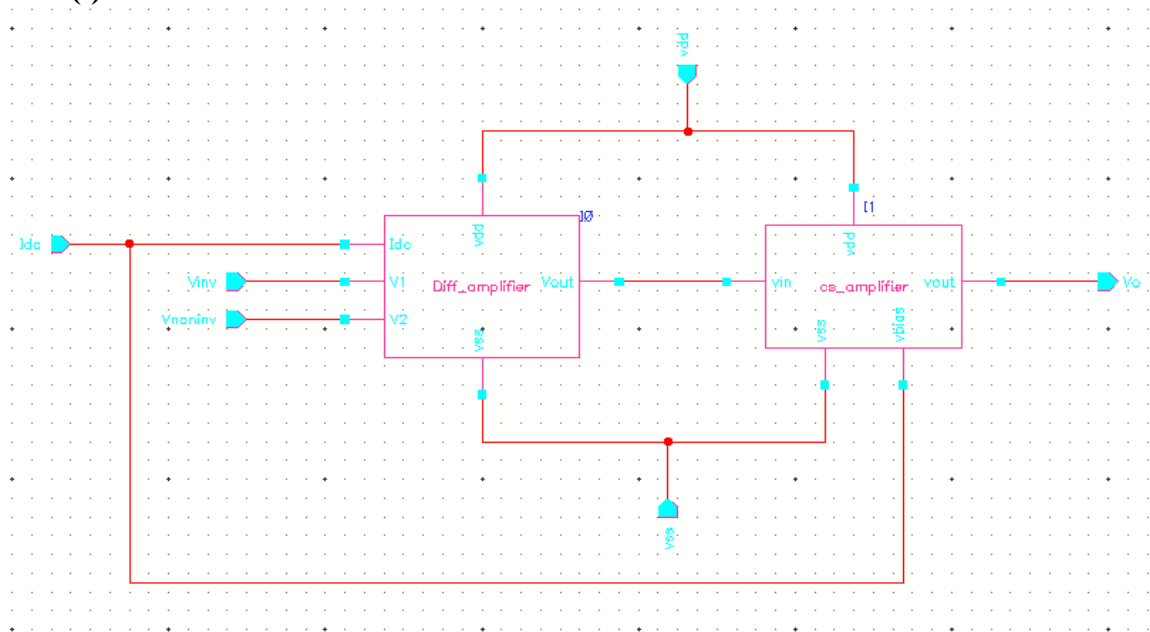 vdd
I0
I1
Idc
Idc
vdd
vdd
Vinv
V1
Diff_amplifier
Vout
vin
cs_amplifier
vout
Vo
Vnoninv
V2
vss
vss
vbias
vss